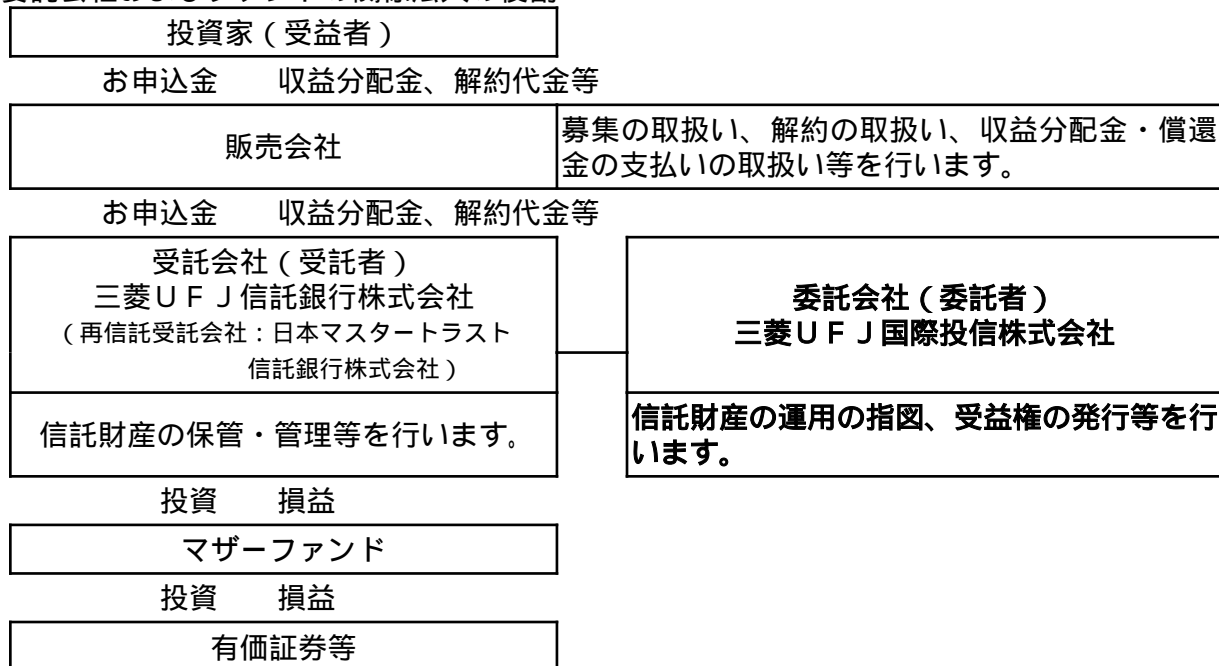 投資家（受益者）
お申込金　収益分配金、解約代金等
販売会社
募集の取扱い、解約の取扱い、収益分配金・償還
金の支払いの取扱い等を行います。
お申込金　収益分配金、解約代金等
受託会社（受託者）
三菱ＵＦＪ信託銀行株式会社
（再信託受託会社：日本マスタートラスト
信託銀行株式会社）
委託会社（委託者）
三菱ＵＦＪ国際投信株式会社
信託財産の保管・管理等を行います。
信託財産の運用の指図、受益権の発行等を行
います。
投資　損益
マザーファンド
投資　損益
有価証券等